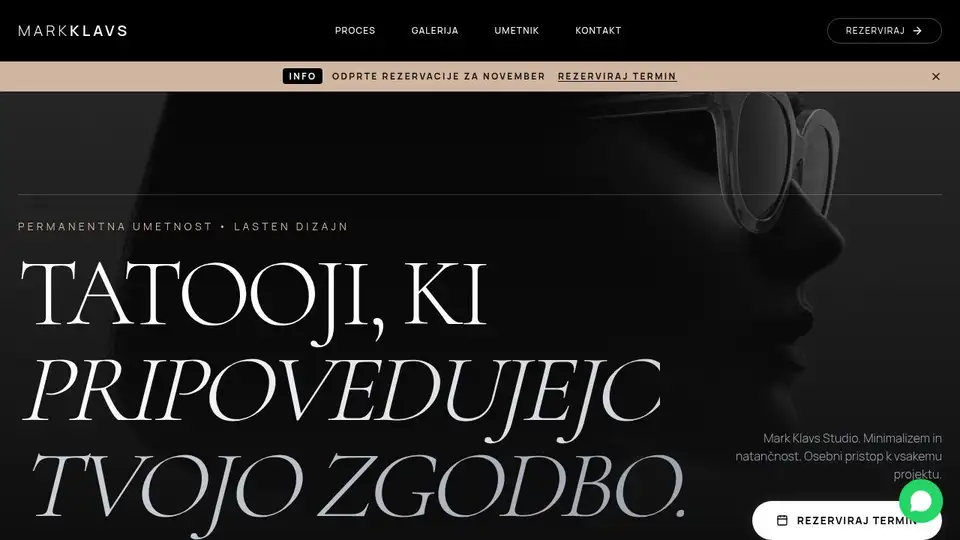 MARKKLAVS
PROCES
GALERIJA
UMETNIK
KONTAKT
REZERVIRAJ
INFO ODPRTE REZERVACIJE ZA NOVEMBER REZERVIRAJ TERMIN
PERMANENTNA UMETNOST • LASTEN DIZAJN
TATOOJI, KI
PRIPOVEDUJEJO
TVOJO ZGODBO.
Mark Klavs Studio. Minimalizem in
natančnost. Osebni pristop k vsakemu
projektu.
REZERVIRAJ TERMIN